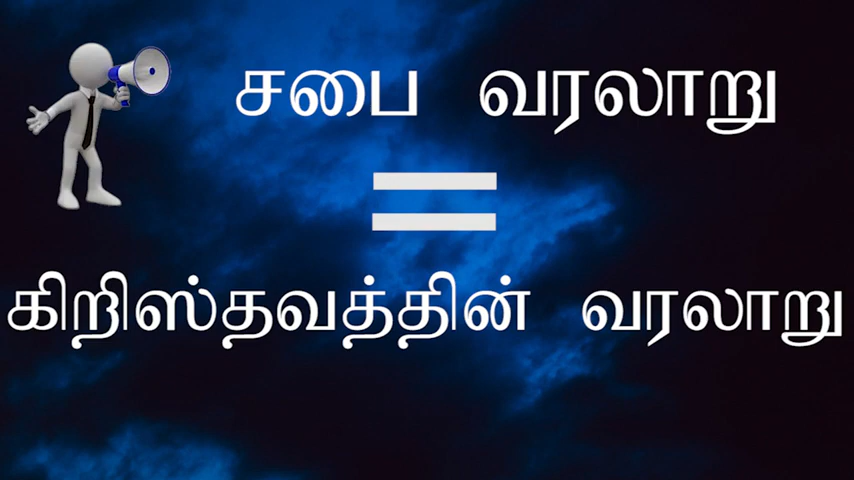 சபை வரலாறு
=
கிறிஸ்தவத்தின் வரலாறு